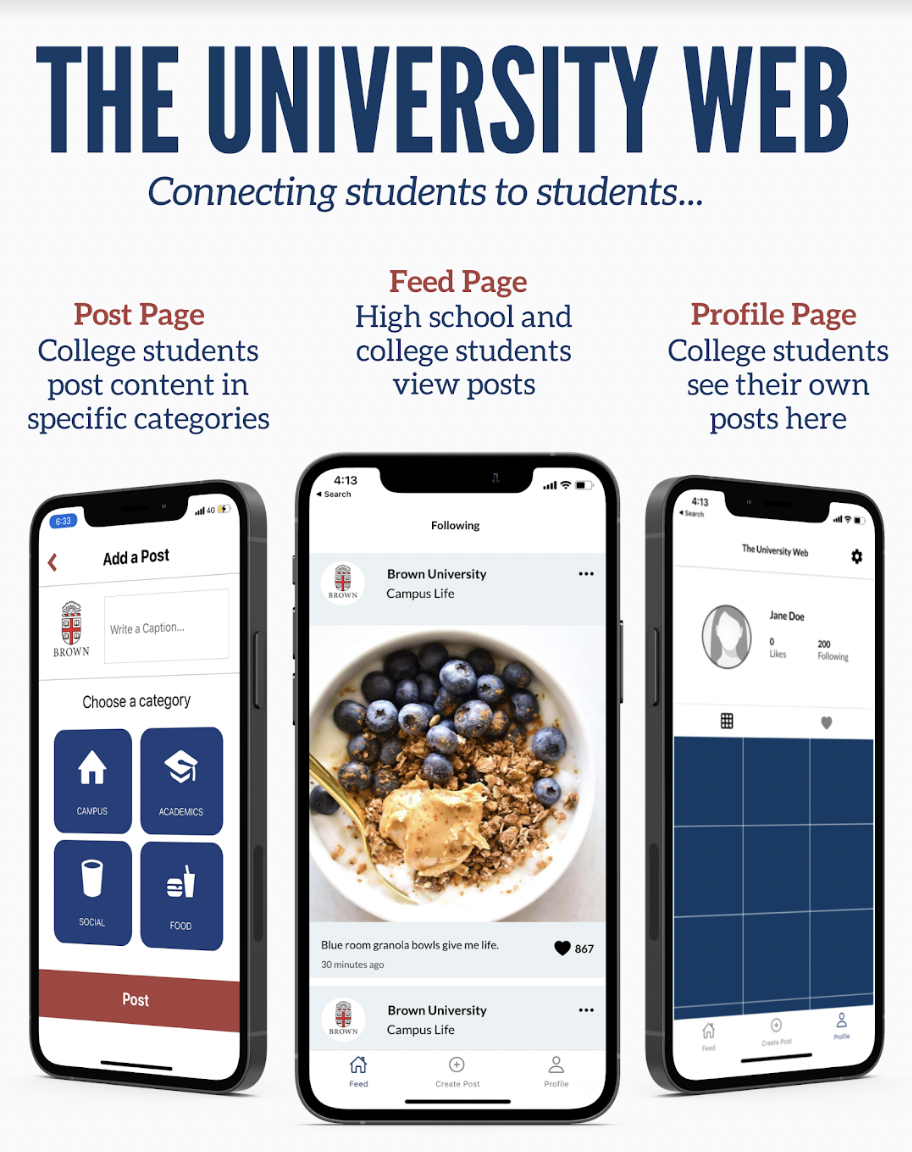 THE UNIVERSITY WEB
Connecting students to students...
Post Page
College students
post content in
specific categories
Feed Page
High school and
college students
view posts
Profile Page
College students
see their own
posts here
6:33
4G
Add a Post
BROWN
Write a Caption...
Choose a category
CAMPUS
ACADEMICS
SOCIAL
FOOD
Post
4:13
Search
Following
BROWN
Brown University
Campus Life
Blue room granola bowls give me life.
867
30 minutes ago
BROWN
Brown University
Campus Life
Feed
Create Post
Profile
4:13
Search
The University Web
Jane Doe
0
200
Likes
Following
Feed
Create Post
Profile